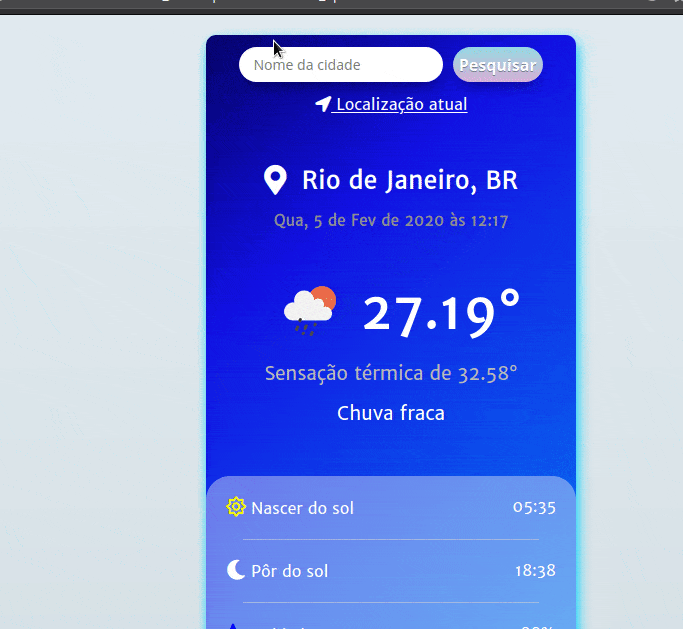 Nome da cidade Pesquisar
Localização atual
Rio de Janeiro, BR
Qua, 5 de Fev de 2020 às 12:17
27.19°
Sensação térmica de 32.58°
Chuva fraca
Nascer do sol 05:35
Pôr do sol 18:38